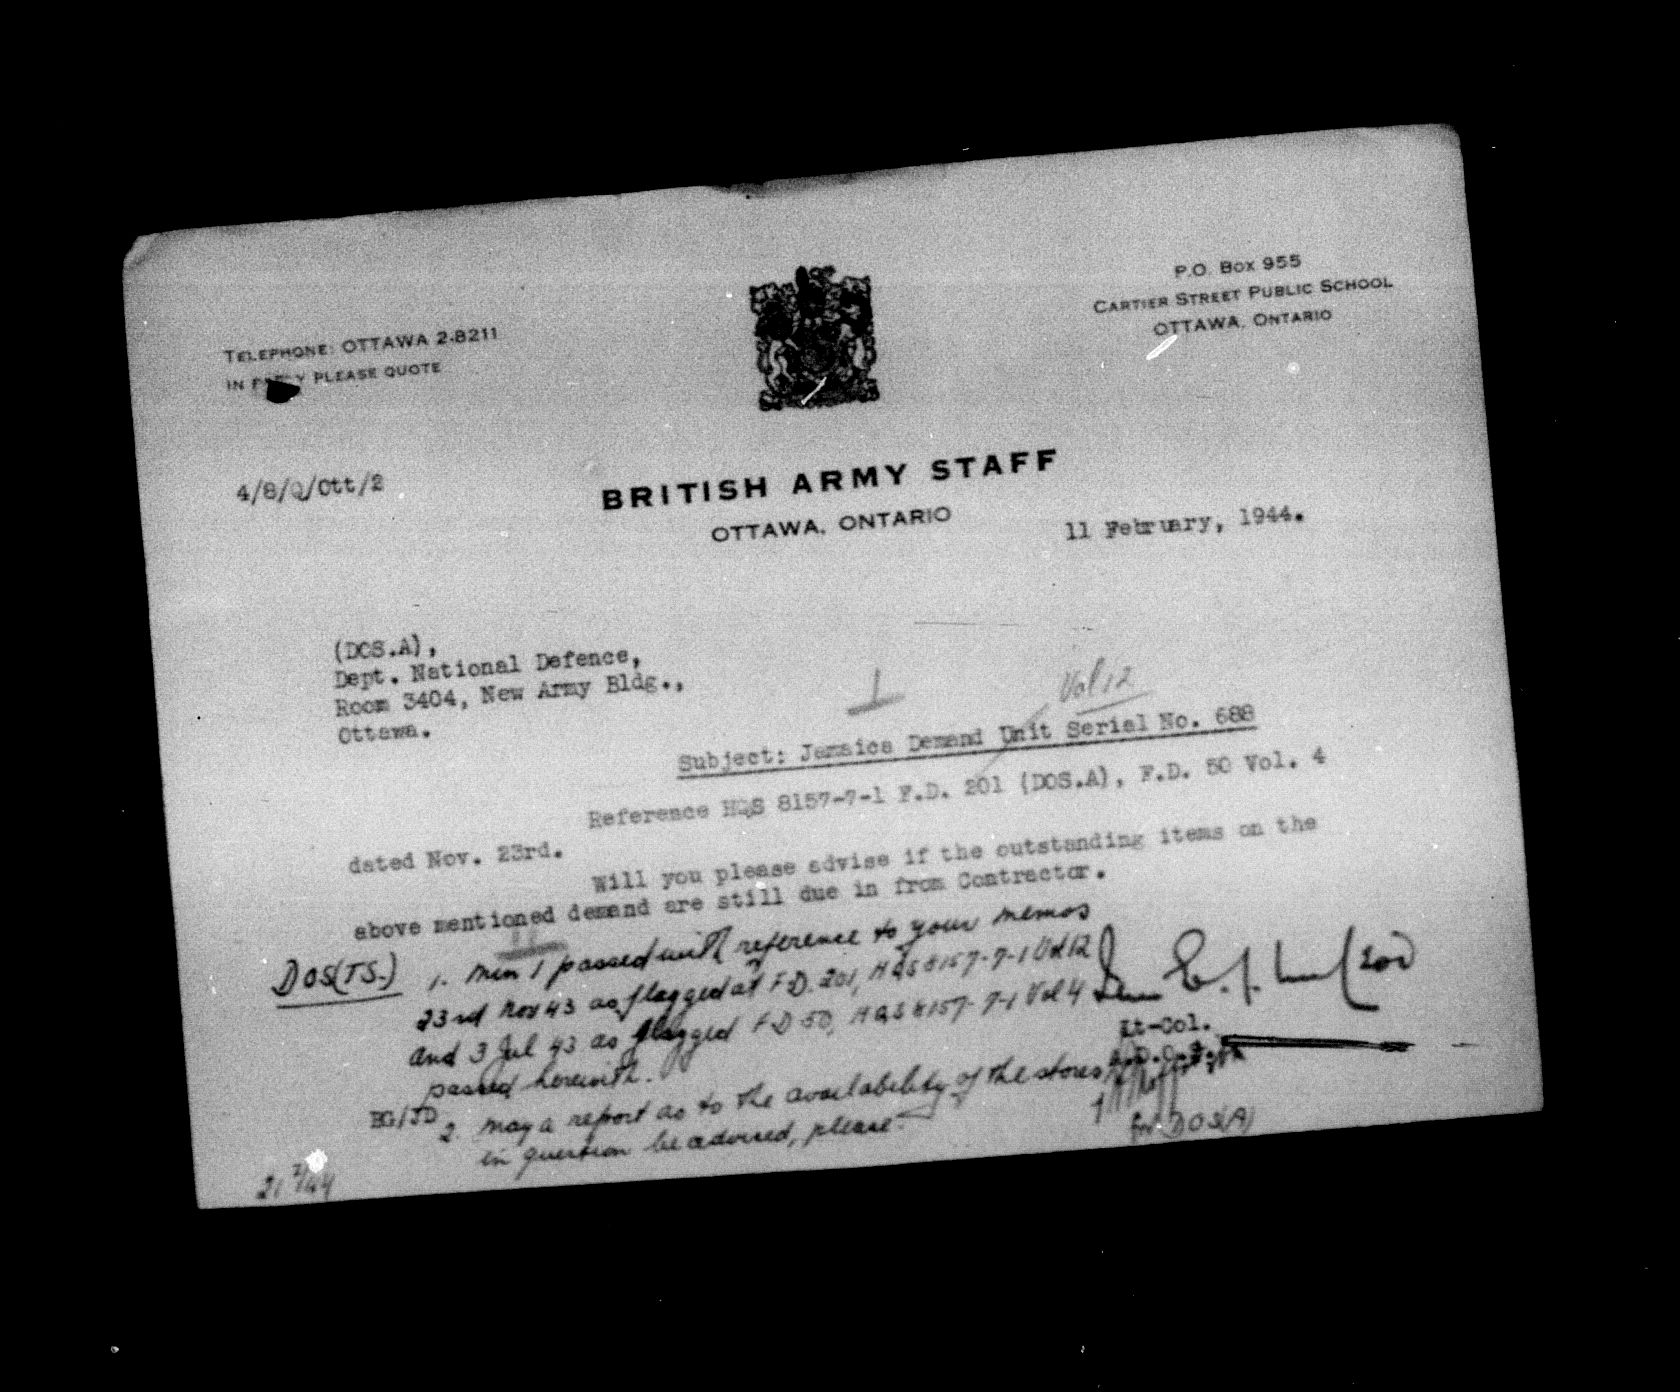 P.O. Box 955
CARTIER STREET PUBLIC SCHOOL
OTTAWA, ONTARIO
TELEPHONE: OTTAWA 2-8211
IN REPLY PLEASE QUOTE
4/8/Q/Ott/2
BRITISH ARMY STAFF
OTTAWA, ONTARIO
11 February, 1944.
(DOS.A),
Dept. National Defence,
Room 3404, New Army Bldg.,
Ottawa.
I
Vol 12
Subject: Jamaica Demand Unit Serial No. 688
Reference HQS 8157-7-1 F.D. 201 (DOS.A), F.D. 50 Vol. 4
dated Nov. 23rd.
Will you please advise if the outstanding items on the
above mentioned demand are still due in from Contractor.
II
DOS(TS.)
1. Min 1 passed with reference to your memos
23rd Nov 43 as flagged at F.D. 201, HQS 8157-7-1 Vol 12
and 3 Jul 43 as flagged F D 50, HQS 8157-7-1 Vol 4
passed herewith.
Lt-Col.
EG/JD
2. May a report as to the availability of the stores
in question be advised, please.
for DOS(A)
21 2/44